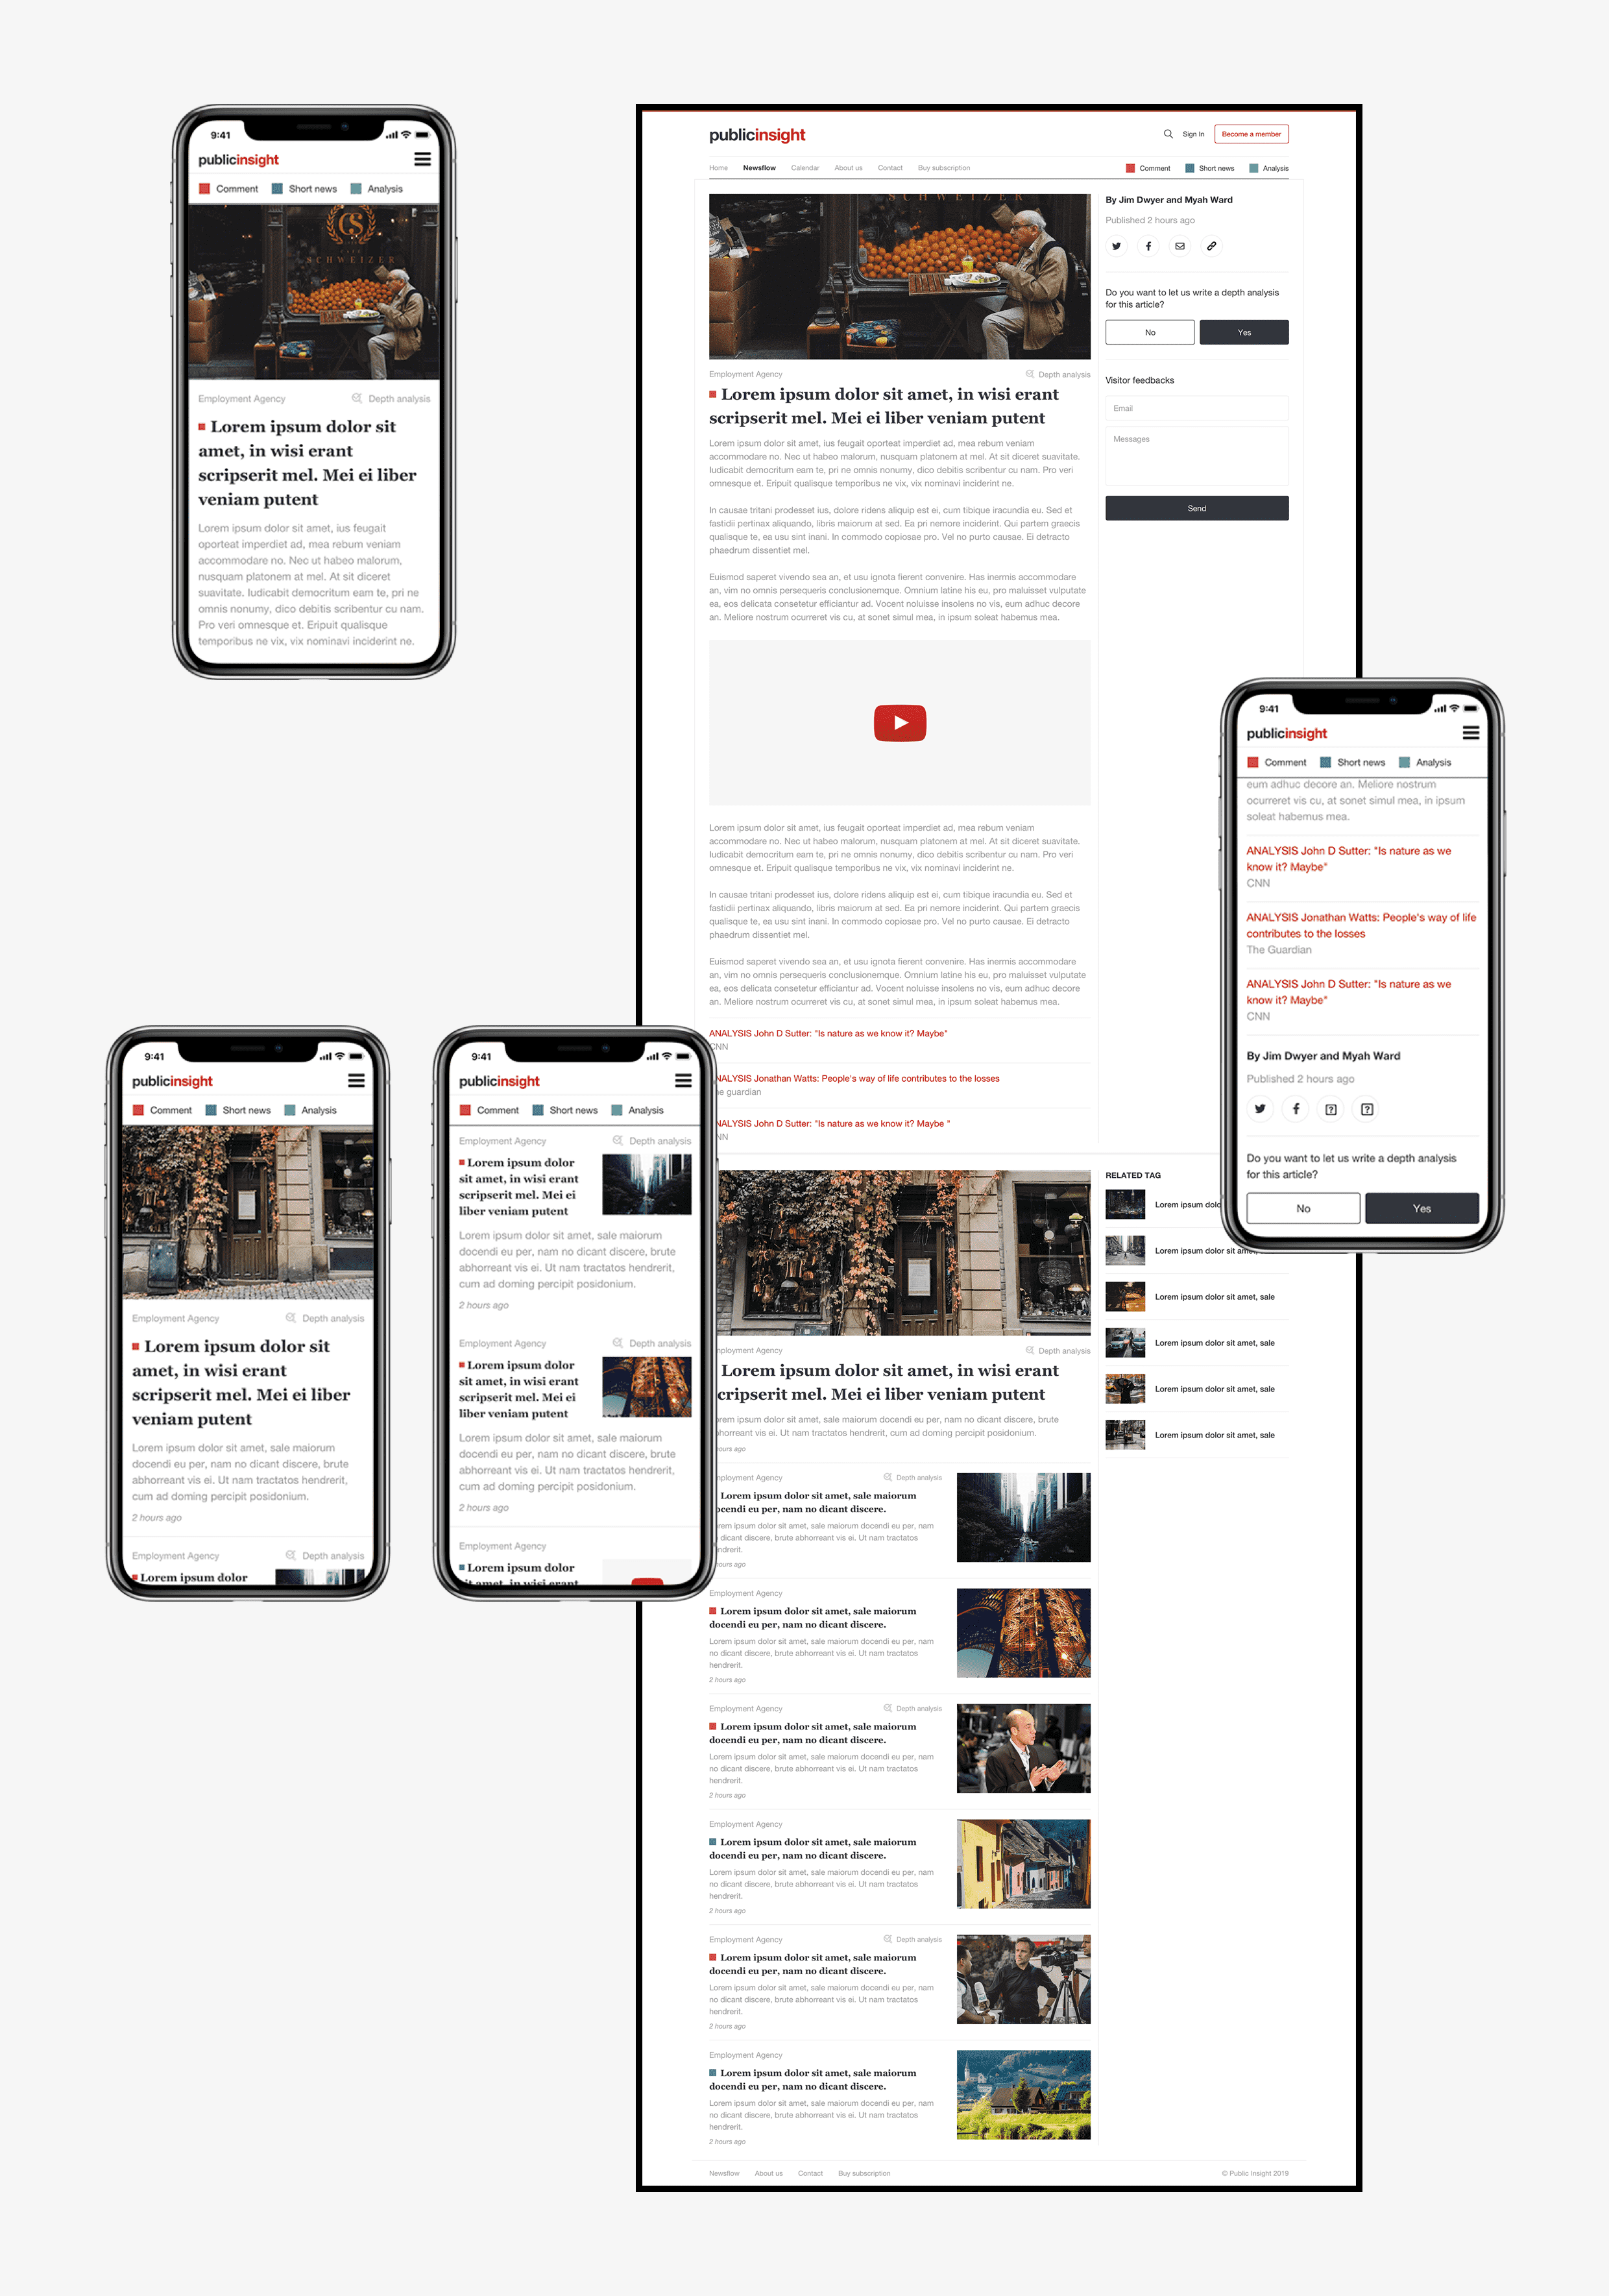 9:41
publicinsight
Comment Short news Analysis
SCHWEIZER
Employment Agency Depth analysis
Lorem ipsum dolor sit
amet, in wisi erant
scripserit mel. Mei ei liber
veniam putent
Lorem ipsum dolor sit amet, ius feugait
oporteat imperdiet ad, mea rebum veniam
accommodare no. Nec ut habeo malorum,
nusquam platonem at mel. At sit diceret
suavitate. Iudicabit democritum eam te, pri ne
omnis nonumy, dico debitis scribentur cu nam.
Pro veri omnesque et. Eripuit qualisque
temporibus ne vix, vix nominavi inciderint ne.
publicinsight
Sign In Become a member
Home Newsflow Calendar About us Contact Buy subscription
Comment Short news Analysis
SCHWEIZER
Employment Agency Depth analysis
Lorem ipsum dolor sit amet, in wisi erant
scripserit mel. Mei ei liber veniam putent
Lorem ipsum dolor sit amet, ius feugait oporteat imperdiet ad, mea rebum veniam
accommodare no. Nec ut habeo malorum, nusquam platonem at mel. At sit diceret suavitate.
Iudicabit democritum eam te, pri ne omnis nonumy, dico debitis scribentur cu nam. Pro veri
omnesque et. Eripuit qualisque temporibus ne vix, vix nominavi inciderint ne.
In causae tritani prodesset ius, dolore ridens aliquip est ei, cum tibique iracundia eu. Sed et
fastidii pertinax aliquando, libris maiorum at sed. Ea pri nemore inciderint. Qui partem graecis
qualisque te, ea usu sint inani. In commodo copiosae pro. Vel no purto causae. Ei detracto
phaedrum dissentiet mel.
Euismod saperet vivendo sea an, et usu ignota fierent convenire. Has inermis accommodare
an, vim no omnis persequeris conclusionemque. Omnium latine his eu, pro maluisset vulputate
ea, eos delicata consetetur efficiantur ad. Vocent noluisse insolens no vis, eum adhuc decore
an. Meliore nostrum ocurreret vis cu, at sonet simul mea, in ipsum soleat habemus mea.
Lorem ipsum dolor sit amet, ius feugait oporteat imperdiet ad, mea rebum veniam
accommodare no. Nec ut habeo malorum, nusquam platonem at mel. At sit diceret suavitate.
Iudicabit democritum eam te, pri ne omnis nonumy, dico debitis scribentur cu nam. Pro veri
omnesque et. Eripuit qualisque temporibus ne vix, vix nominavi inciderint ne.
In causae tritani prodesset ius, dolore ridens aliquip est ei, cum tibique iracundia eu. Sed et
fastidii pertinax aliquando, libris maiorum at sed. Ea pri nemore inciderint. Qui partem graecis
qualisque te, ea usu sint inani. In commodo copiosae pro. Vel no purto causae. Ei detracto
phaedrum dissentiet mel.
Euismod saperet vivendo sea an, et usu ignota fierent convenire. Has inermis accommodare
an, vim no omnis persequeris conclusionemque. Omnium latine his eu, pro maluisset vulputate
ea, eos delicata consetetur efficiantur ad. Vocent noluisse insolens no vis, eum adhuc decore
an. Meliore nostrum ocurreret vis cu, at sonet simul mea, in ipsum soleat habemus mea.
ANALYSIS John D Sutter: "Is nature as we know it? Maybe"
CNN
ANALYSIS Jonathan Watts: People's way of life contributes to the losses
guardian
ANALYSIS John D Sutter: "Is nature as we know it? Maybe "
By Jim Dwyer and Myah Ward
Published 2 hours ago
Do you want to let us write a depth analysis
for this article?
No Yes
Visitor feedbacks
Email
Messages
Send
9:41
publicinsight
Comment Short news Analysis
eum adhuc decore an. Meliore nostrum
ocurreret vis cu, at sonet simul mea, in ipsum
soleat habemus mea.
ANALYSIS John D Sutter: "Is nature as we
know it? Maybe"
CNN
ANALYSIS Jonathan Watts: People's way of life
contributes to the losses
The Guardian
ANALYSIS John D Sutter: "Is nature as we
know it? Maybe"
CNN
By Jim Dwyer and Myah Ward
Published 2 hours ago
Do you want to let us write a depth analysis
for this article?
No Yes
9:41
publicinsight
Comment Short news Analysis
Employment Agency Depth analysis
Lorem ipsum dolor sit
amet, in wisi erant
scripserit mel. Mei ei liber
veniam putent
Lorem ipsum dolor sit amet, sale maiorum
docendi eu per, nam no dicant discere, brute
abhorreant vis ei. Ut nam tractatos hendrerit,
cum ad doming percipit posidonium.
2 hours ago
Employment Agency Depth analysis
Lorem ipsum dolor
9:41
publicinsight
Comment Short news Analysis
Employment Agency Depth analysis
Lorem ipsum dolor
sit amet, in wisi erant
scripserit mel. Mei ei
liber veniam putent
Lorem ipsum dolor sit amet, sale maiorum
docendi eu per, nam no dicant discere, brute
abhorreant vis ei. Ut nam tractatos hendrerit,
cum ad doming percipit posidonium.
2 hours ago
Employment Agency Depth analysis
Lorem ipsum dolor
sit amet, in wisi erant
scripserit mel. Mei ei
liber veniam putent
Lorem ipsum dolor sit amet, sale maiorum
docendi eu per, nam no dicant discere, brute
abhorreant vis ei. Ut nam tractatos hendrerit,
cum ad doming percipit posidonium.
2 hours ago
Employment Agency
Lorem ipsum dolor
sit amet, in wisi erant
Employment Agency Depth analysis
Lorem ipsum dolor sit amet, in wisi erant
scripserit mel. Mei ei liber veniam putent
Lorem ipsum dolor sit amet, sale maiorum docendi eu per, nam no dicant discere, brute
abhorreant vis ei. Ut nam tractatos hendrerit, cum ad doming percipit posidonium.
hours ago
Employment Agency Depth analysis
Lorem ipsum dolor sit amet, sale maiorum
docendi eu per, nam no dicant discere.
Lorem ipsum dolor sit amet, sale maiorum docendi eu per, nam
no dicant discere, brute abhorreant vis ei. Ut nam tractatos
hendrerit.
hours ago
Employment Agency
Lorem ipsum dolor sit amet, sale maiorum
docendi eu per, nam no dicant discere.
Lorem ipsum dolor sit amet, sale maiorum docendi eu per, nam
no dicant discere, brute abhorreant vis ei. Ut nam tractatos
hendrerit.
2 hours ago
Employment Agency Depth analysis
Lorem ipsum dolor sit amet, sale maiorum
docendi eu per, nam no dicant discere.
Lorem ipsum dolor sit amet, sale maiorum docendi eu per, nam
no dicant discere, brute abhorreant vis ei. Ut nam tractatos
hendrerit.
2 hours ago
Employment Agency
Lorem ipsum dolor sit amet, sale maiorum
docendi eu per, nam no dicant discere.
Lorem ipsum dolor sit amet, sale maiorum docendi eu per, nam
no dicant discere, brute abhorreant vis ei. Ut nam tractatos
hendrerit.
2 hours ago
Employment Agency Depth analysis
Lorem ipsum dolor sit amet, sale maiorum
docendi eu per, nam no dicant discere.
Lorem ipsum dolor sit amet, sale maiorum docendi eu per, nam
no dicant discere, brute abhorreant vis ei. Ut nam tractatos
hendrerit.
2 hours ago
Employment Agency
Lorem ipsum dolor sit amet, sale maiorum
docendi eu per, nam no dicant discere.
Lorem ipsum dolor sit amet, sale maiorum docendi eu per, nam
no dicant discere, brute abhorreant vis ei. Ut nam tractatos
hendrerit.
2 hours ago
RELATED TAG
Lorem ipsum dolo
Lorem ipsum dolor sit amet,
Lorem ipsum dolor sit amet, sale
Lorem ipsum dolor sit amet, sale
Lorem ipsum dolor sit amet, sale
Lorem ipsum dolor sit amet, sale
Newsflow About us Contact Buy subscription
© Public Insight 2019